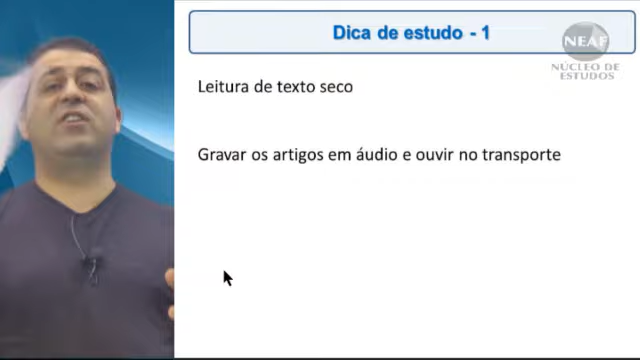 Dica de estudo - 1
NEAF
NÚCLEO DE
ESTUDOS
Leitura de texto seco
Gravar os artigos em áudio e ouvir no transporte